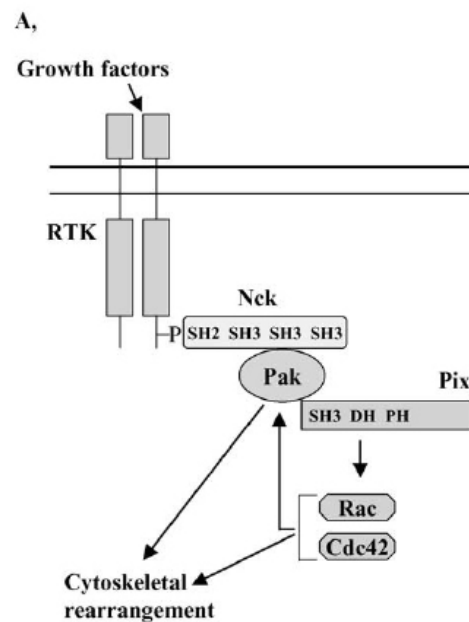 A,
Growth factors
RTK
Nck
P
SH2 SH3 SH3 SH3
Pak
Pix
SH3 DH PH
Rac
Cdc42
Cytoskeletal
rearrangement